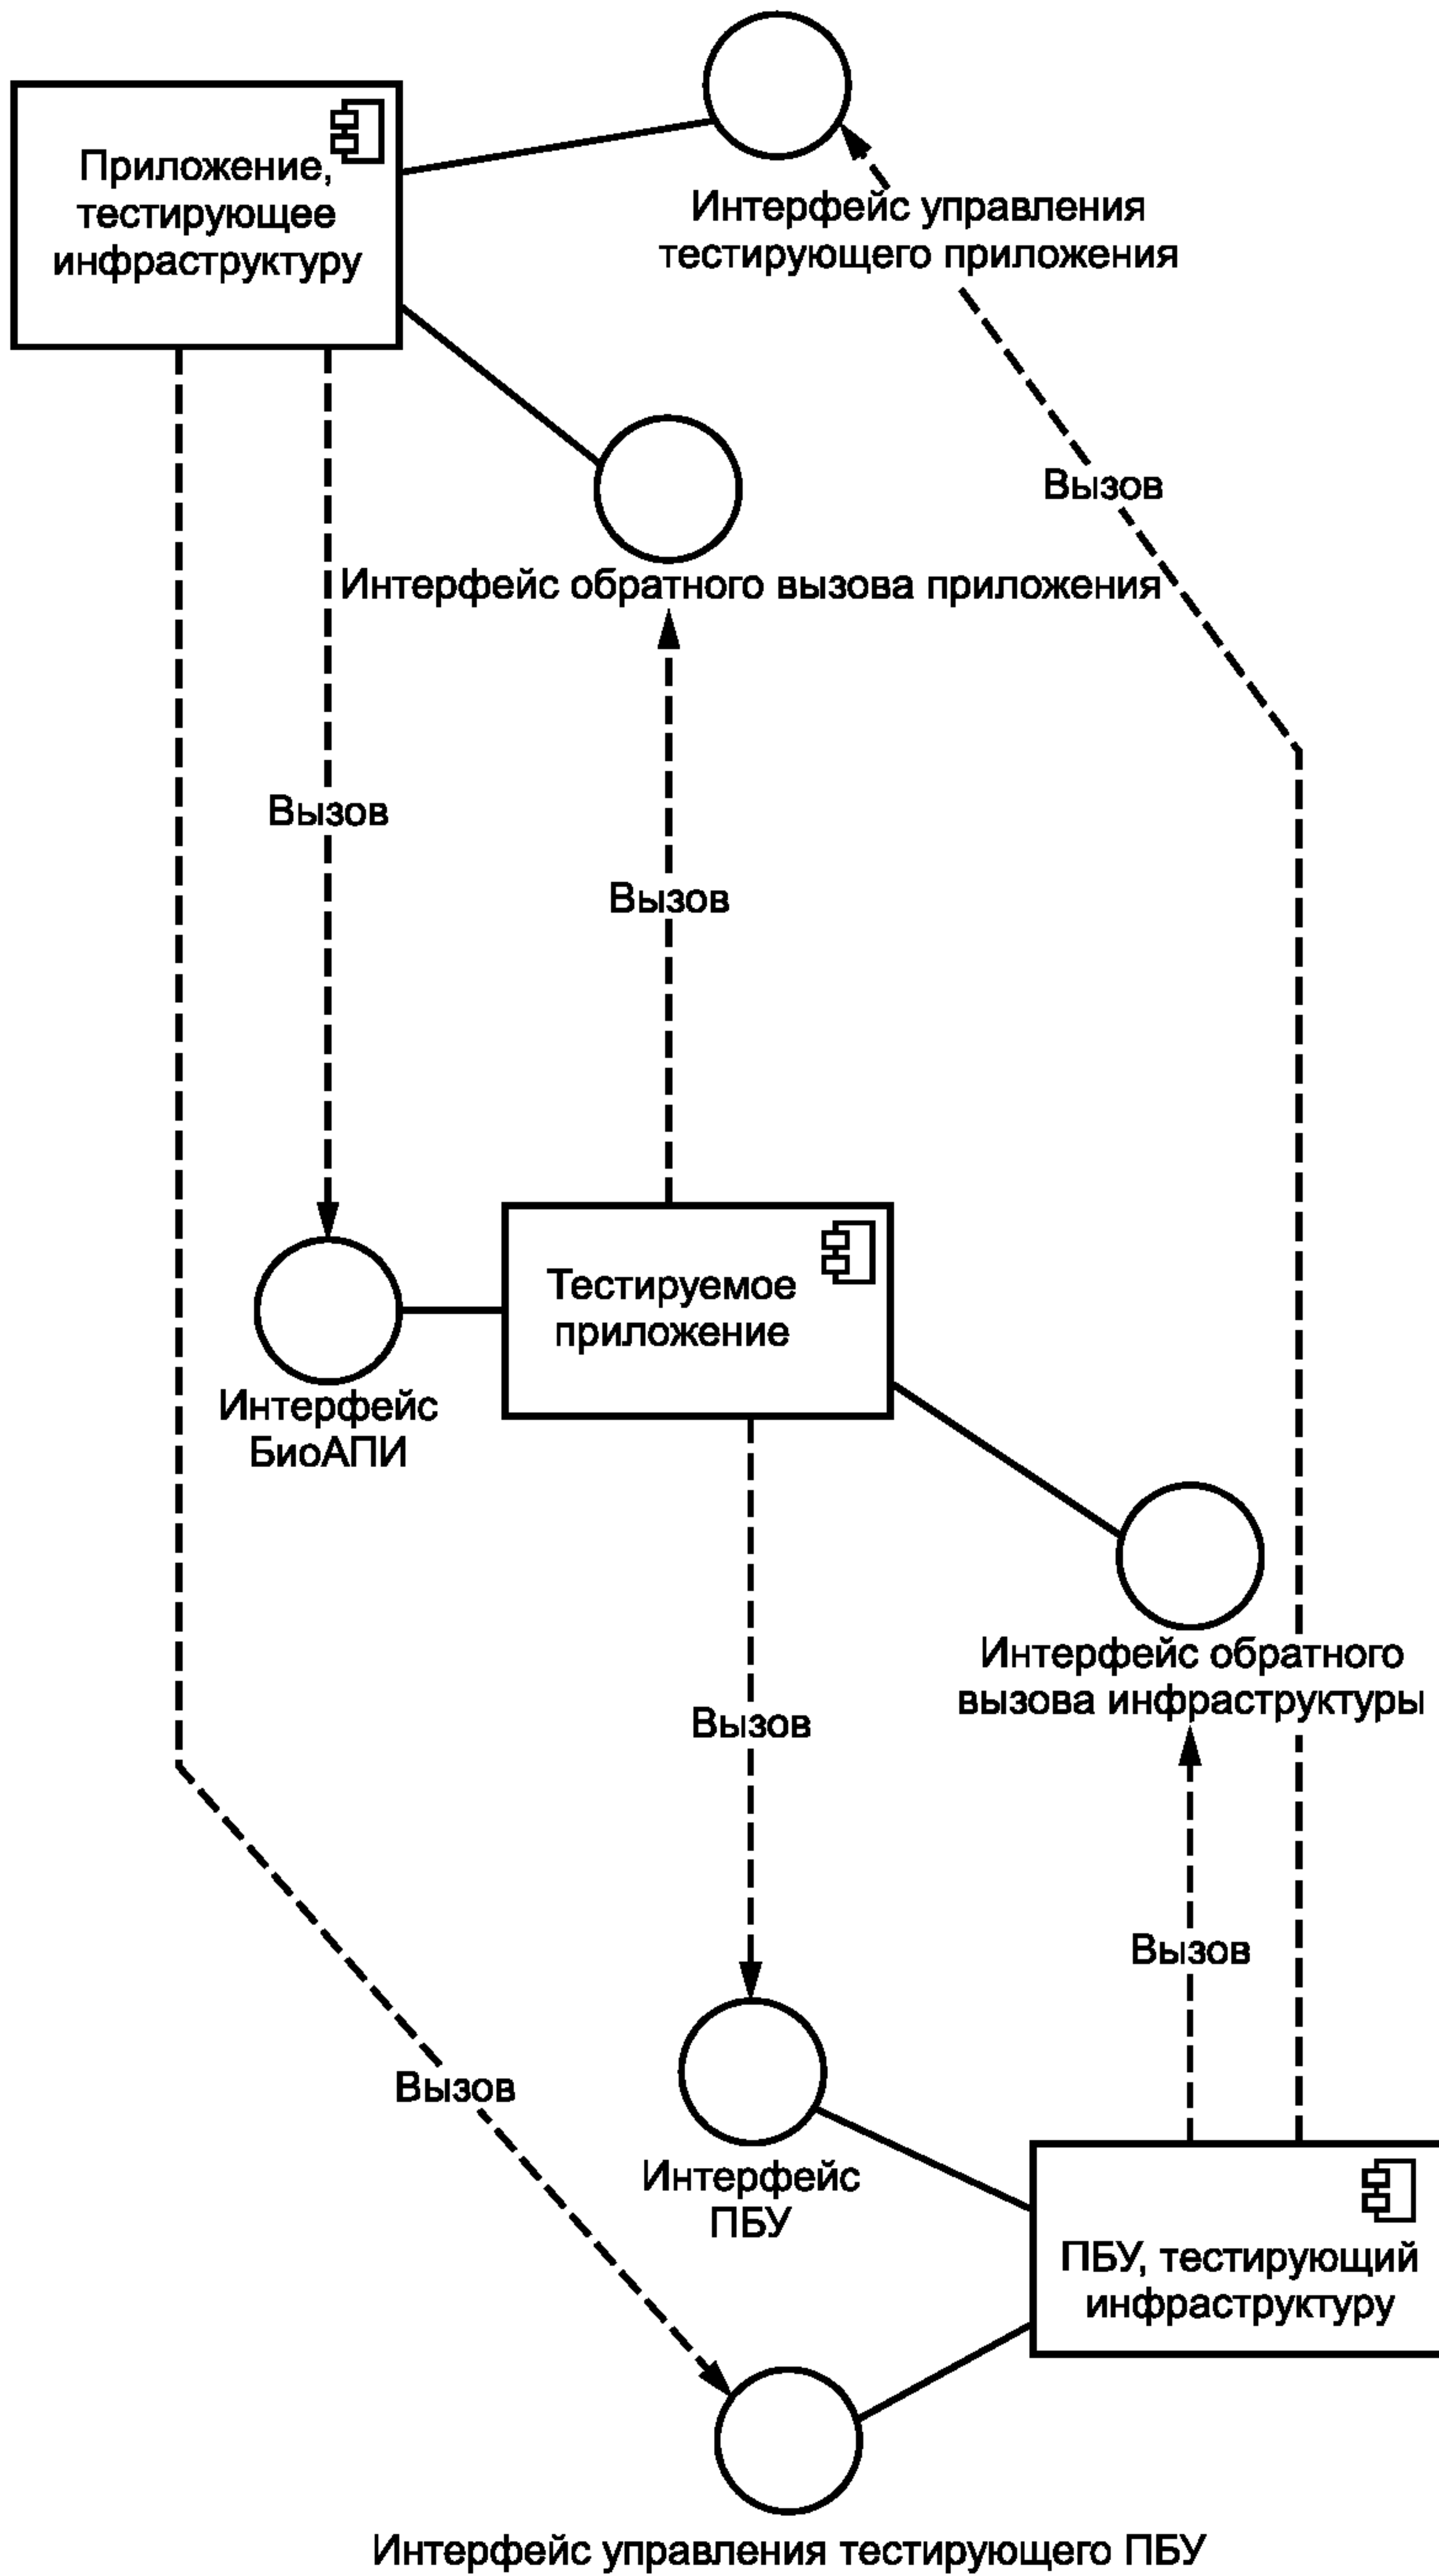 Приложение,
тестирующее
инфраструктуру
Интерфейс управления
тестирующего приложения
Вызов
Интерфейс обратного вызова приложения
Вызов
Вызов
Тестируемое
приложение
Интерфейс
БиоАПИ
Интерфейс обратного
вызова инфраструктуры
Вызов
Вызов
Вызов
Интерфейс
ПБУ
ПБУ, тестирующий
инфраструктуру
Интерфейс управления тестирующего ПБУ